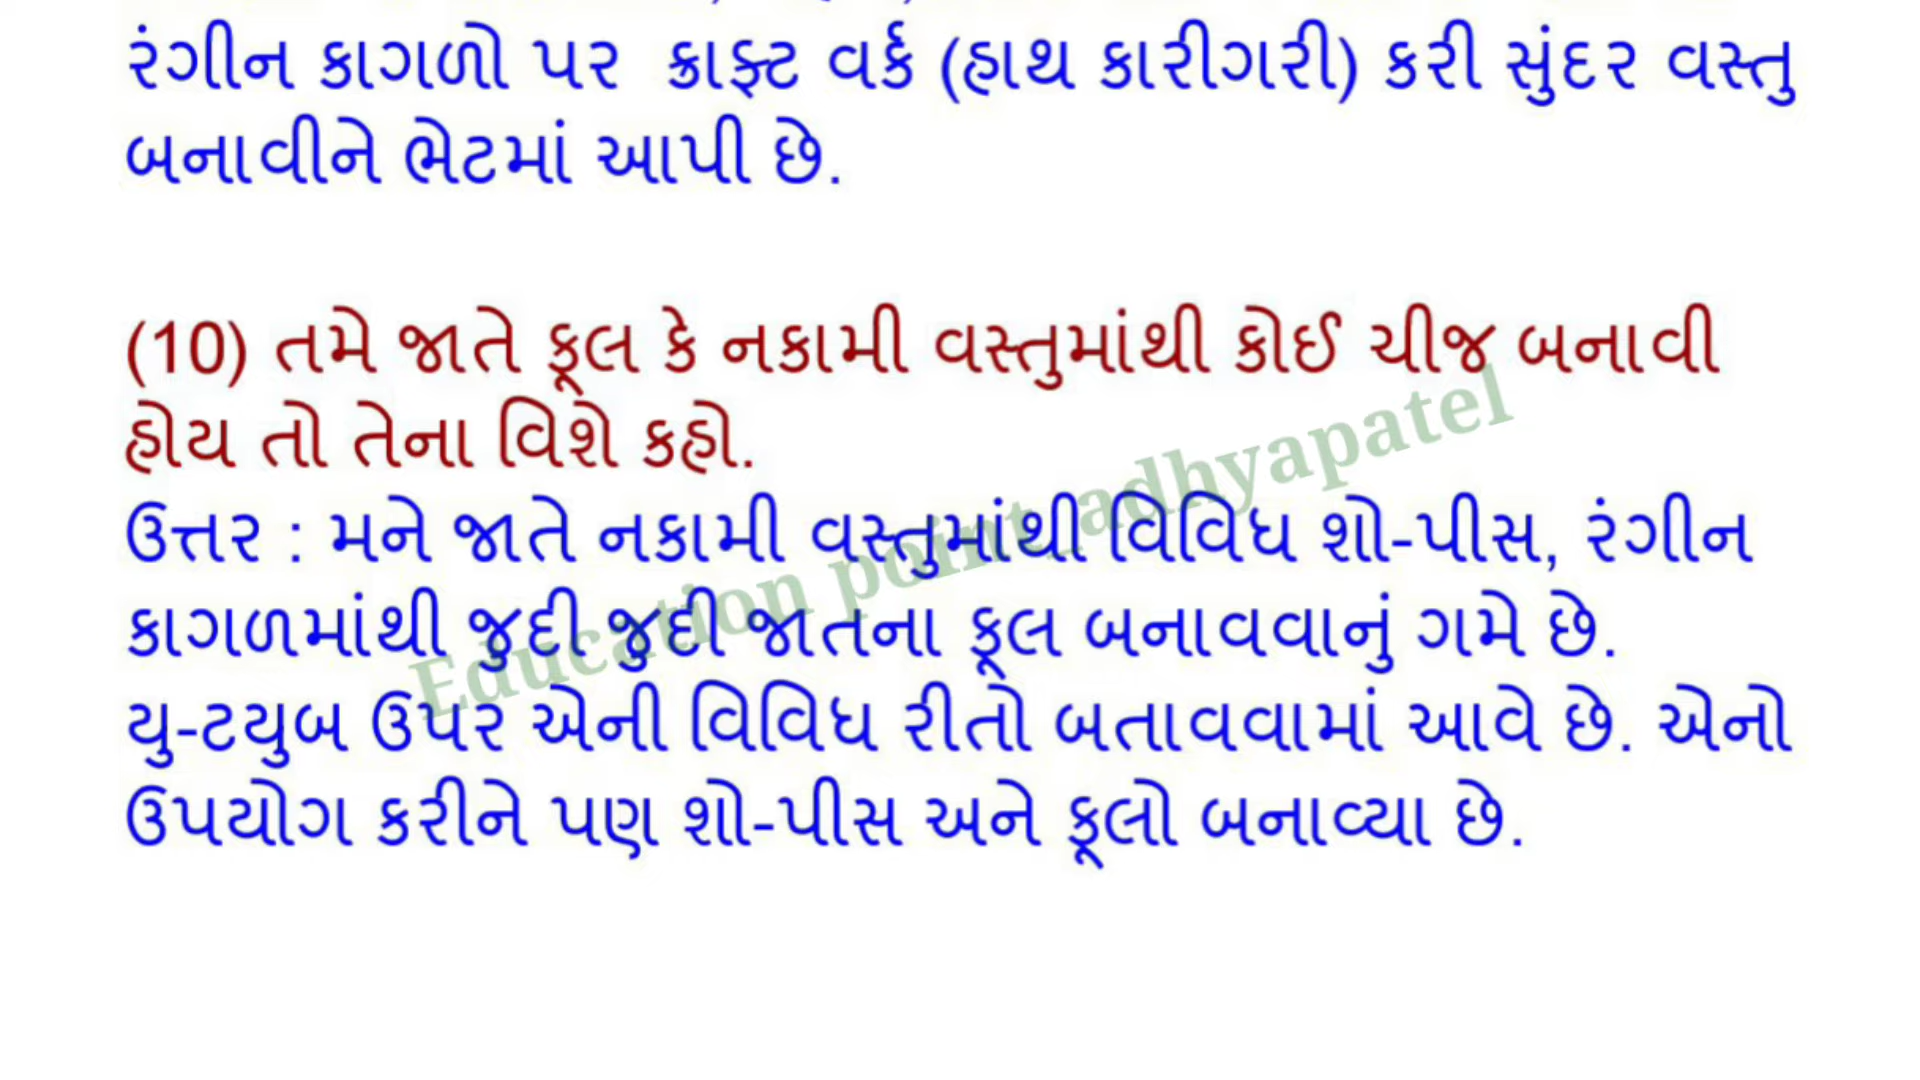 રંગીન કાગળો પર ક્રાફ્ટ વર્ક (હાથ કારીગરી) કરી સુંદર વસ્તુ
બનાવીને ભેટમાં આપી છે.
(10) તમે જાતે ફૂલ કે નકામી વસ્તુમાંથી કોઈ ચીજ બનાવી
હોય તો તેના વિશે કહો.
ઉત્તર : મને જાતે નકામી વસ્તુમાંથી વિવિધ શો-પીસ, રંગીન
કાગળમાંથી જુદી જુદી જાતના ફૂલ બનાવવાનું ગમે છે.
યુ-ટયુબ ઉપર એની વિવિધ રીતો બતાવવામાં આવે છે. એનો
ઉપયોગ કરીને પણ શો-પીસ અને ફૂલો બનાવ્યા છે.
Education point_adhyapatel